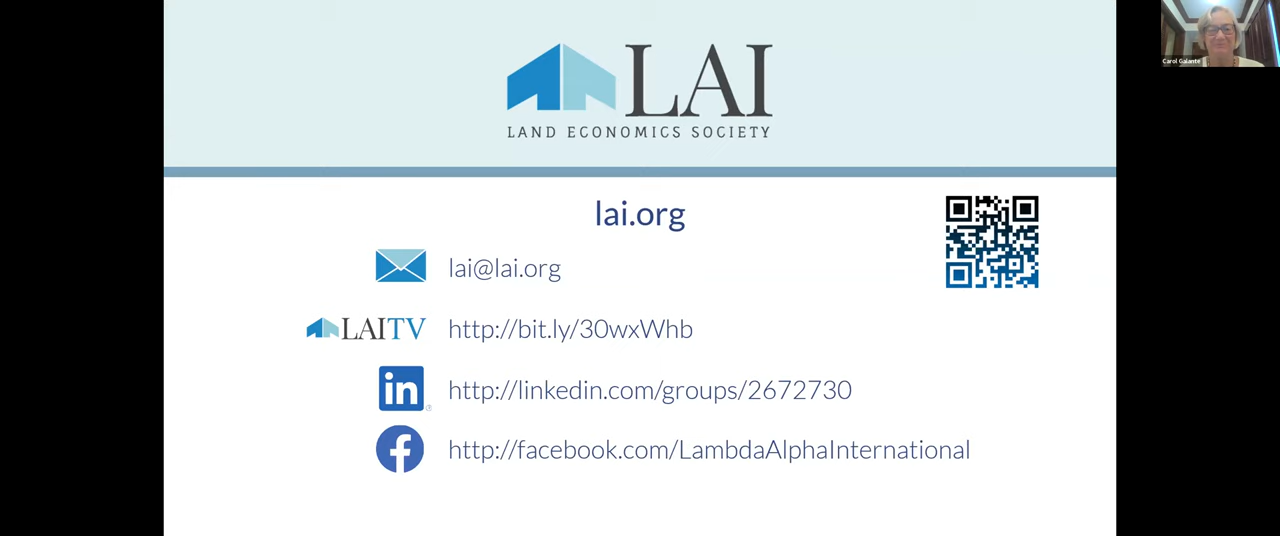 LAI
LAND ECONOMICS SOCIETY
lai.org
lai@lai.org
LAITV http://bit.ly/30wxWhb
in http://linkedin.com/groups/2672730
f http://facebook.com/LambdaAlphaInternational
Carol Galante